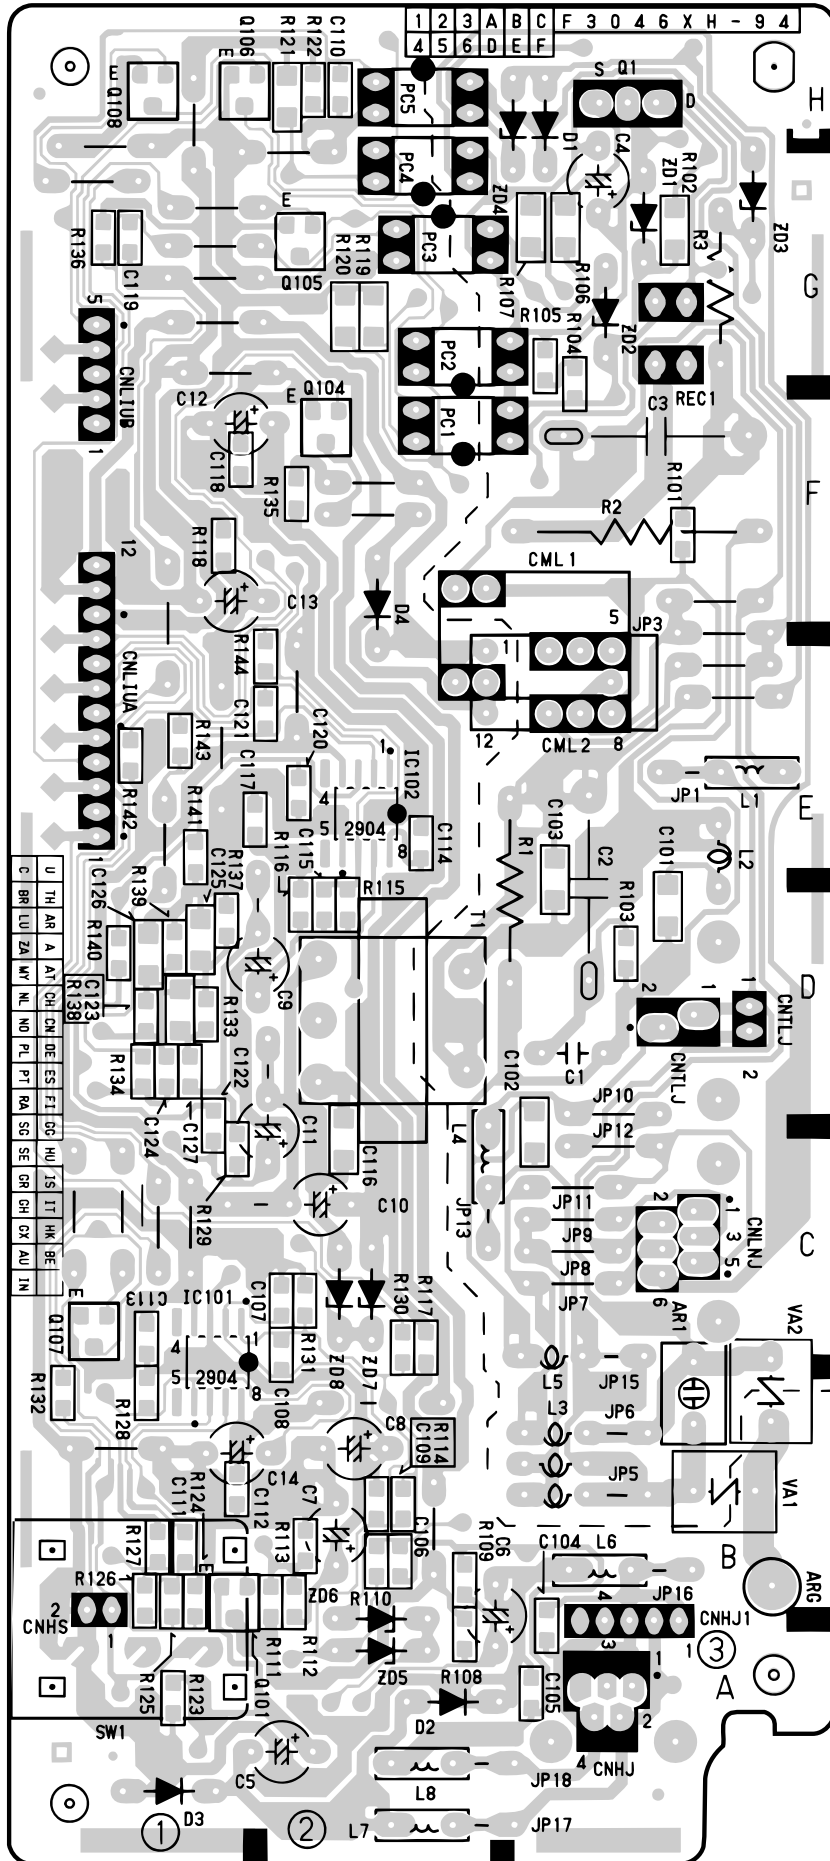 1 2 3 A B C F 3 0 4 6 X H - 9 4
4 5 6 D E F
Q106
R121
R122
C110
E
E
Q108
PC5
S Q1
D
H
D1
C4
PC4
ZD4
ZD1
R102
R136
C119
E
Q105
R120
R119
PC3
R107
R106
R3
ZD3
G
5
CNLIUB
1
R105
R104
ZD2
PC2
REC1
C12
E
Q104
PC1
C3
C118
R135
R101
F
R118
R2
12
CML1
C13
D4
5
JP3
1
R144
CNLIUA
C121
R143
C120
1
IC102
12
CML2
8
R142
C117
4
JP1
L1
E
R141
5
2904
8
C114
R1
C103
C2
C101
L2
1
R116
C115
R115
R137
C125
R139
C126
T1
R103
R140
D
U TH AR A AT CH CN DE ES FI GC HU IS IT HK BE
C BR LU ZA MY NL NO PL PT RA SG SE GR GH GX AU IN
C123
R138
C9
R133
2
1
1
CNTLJ
2
CNTLJ
R134
C122
C102
C1
JP10
C124
C127
C11
C116
L4
JP12
R129
C10
JP13
JP11
2
1
3
5
CNLNJ
JP9
C
JP8
6
JP7
C113
IC101
E
Q107
C107
R130
R117
AR1
VA2
4
1
5
2904
8
R131
ZD8
ZD7
R132
R128
C108
L5
JP15
L3
JP6
C8
R114
C109
C14
JP5
VA1
C7
C112
R124
C111
R127
R113
C106
R109
C6
C104
L6
B
E
R126
ZD6
R110
4
JP16
ARG
2
CNHS
1
3
CNHJ1
1
3
R125
R123
R111
Q101
R112
ZD5
R108
C105
1
A
SW1
D2
2
C5
4
CNHJ
JP18
L8
D3
1
2
L7
JP17